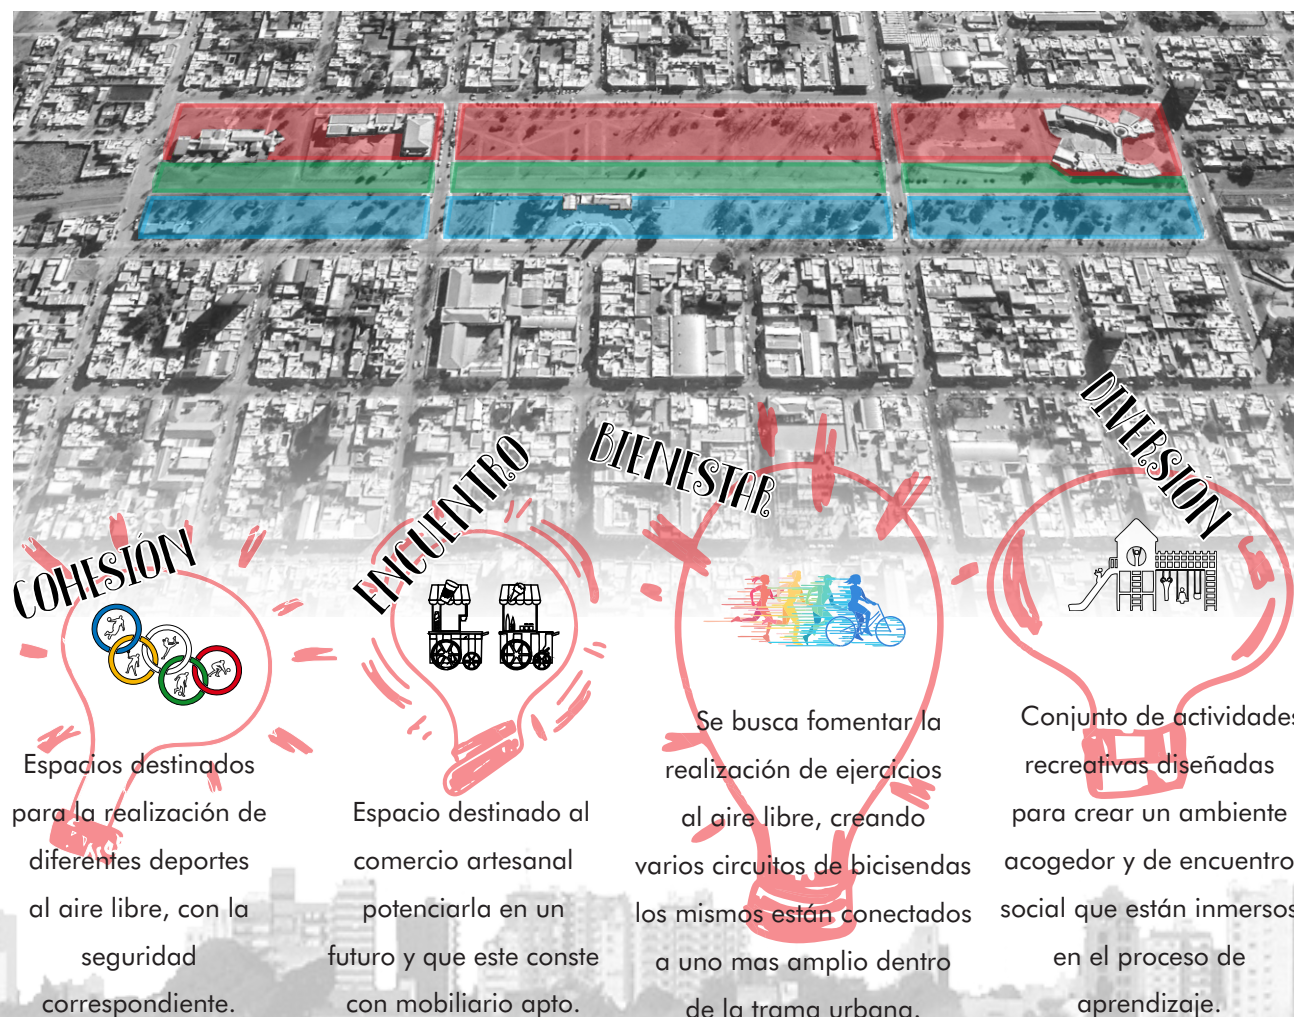 COHESIÓN
Espacios destinados
para la realización de
diferentes deportes
al aire libre, con la
seguridad
correspondiente.
ENCUENTRO
Espacio destinado al
comercio artesanal
potenciarla en un
futuro y que este conste
con mobiliario apto.
BIENESTAR
Se busca fomentar la
realización de ejercicios
al aire libre, creando
varios circuitos de bicisendas
los mismos están conectados
a uno mas amplio dentro
de la trama urbana.
DIVERSIÓN
Conjunto de actividades
recreativas diseñadas
para crear un ambiente
acogedor y de encuentro
social que están inmersos
en el proceso de
aprendizaje.